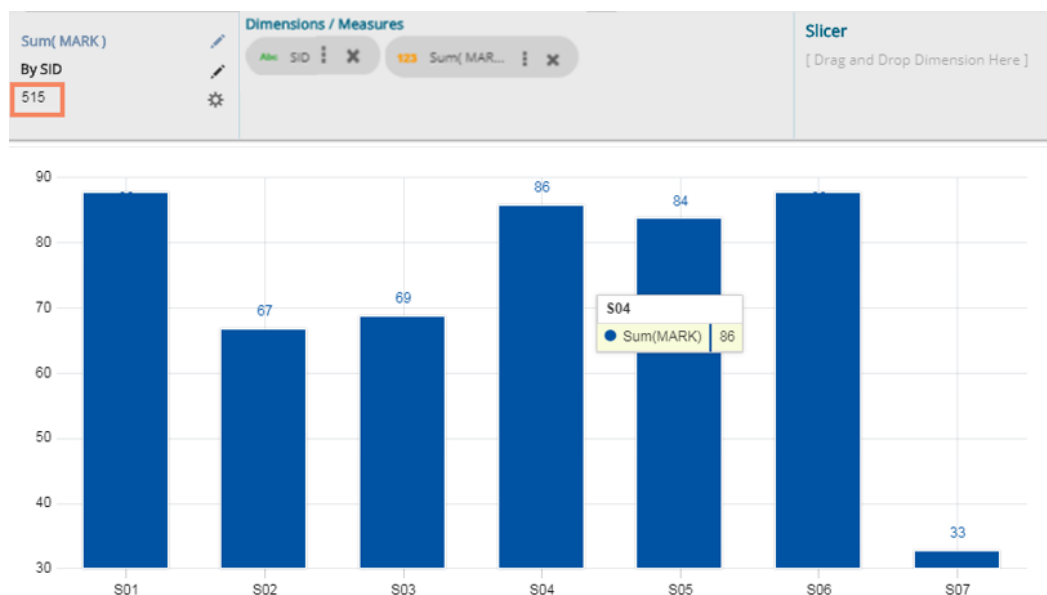 Sum( MARK )
By SID
515
Dimensions / Measures
Abc SID
123 Sum( MAR...
Slicer
[ Drag and Drop Dimension Here ]
90
80
70
60
50
40
30
67
69
86
84
33
S04
Sum(MARK) 86
S01 S02 S03 S04 S05 S06 S07